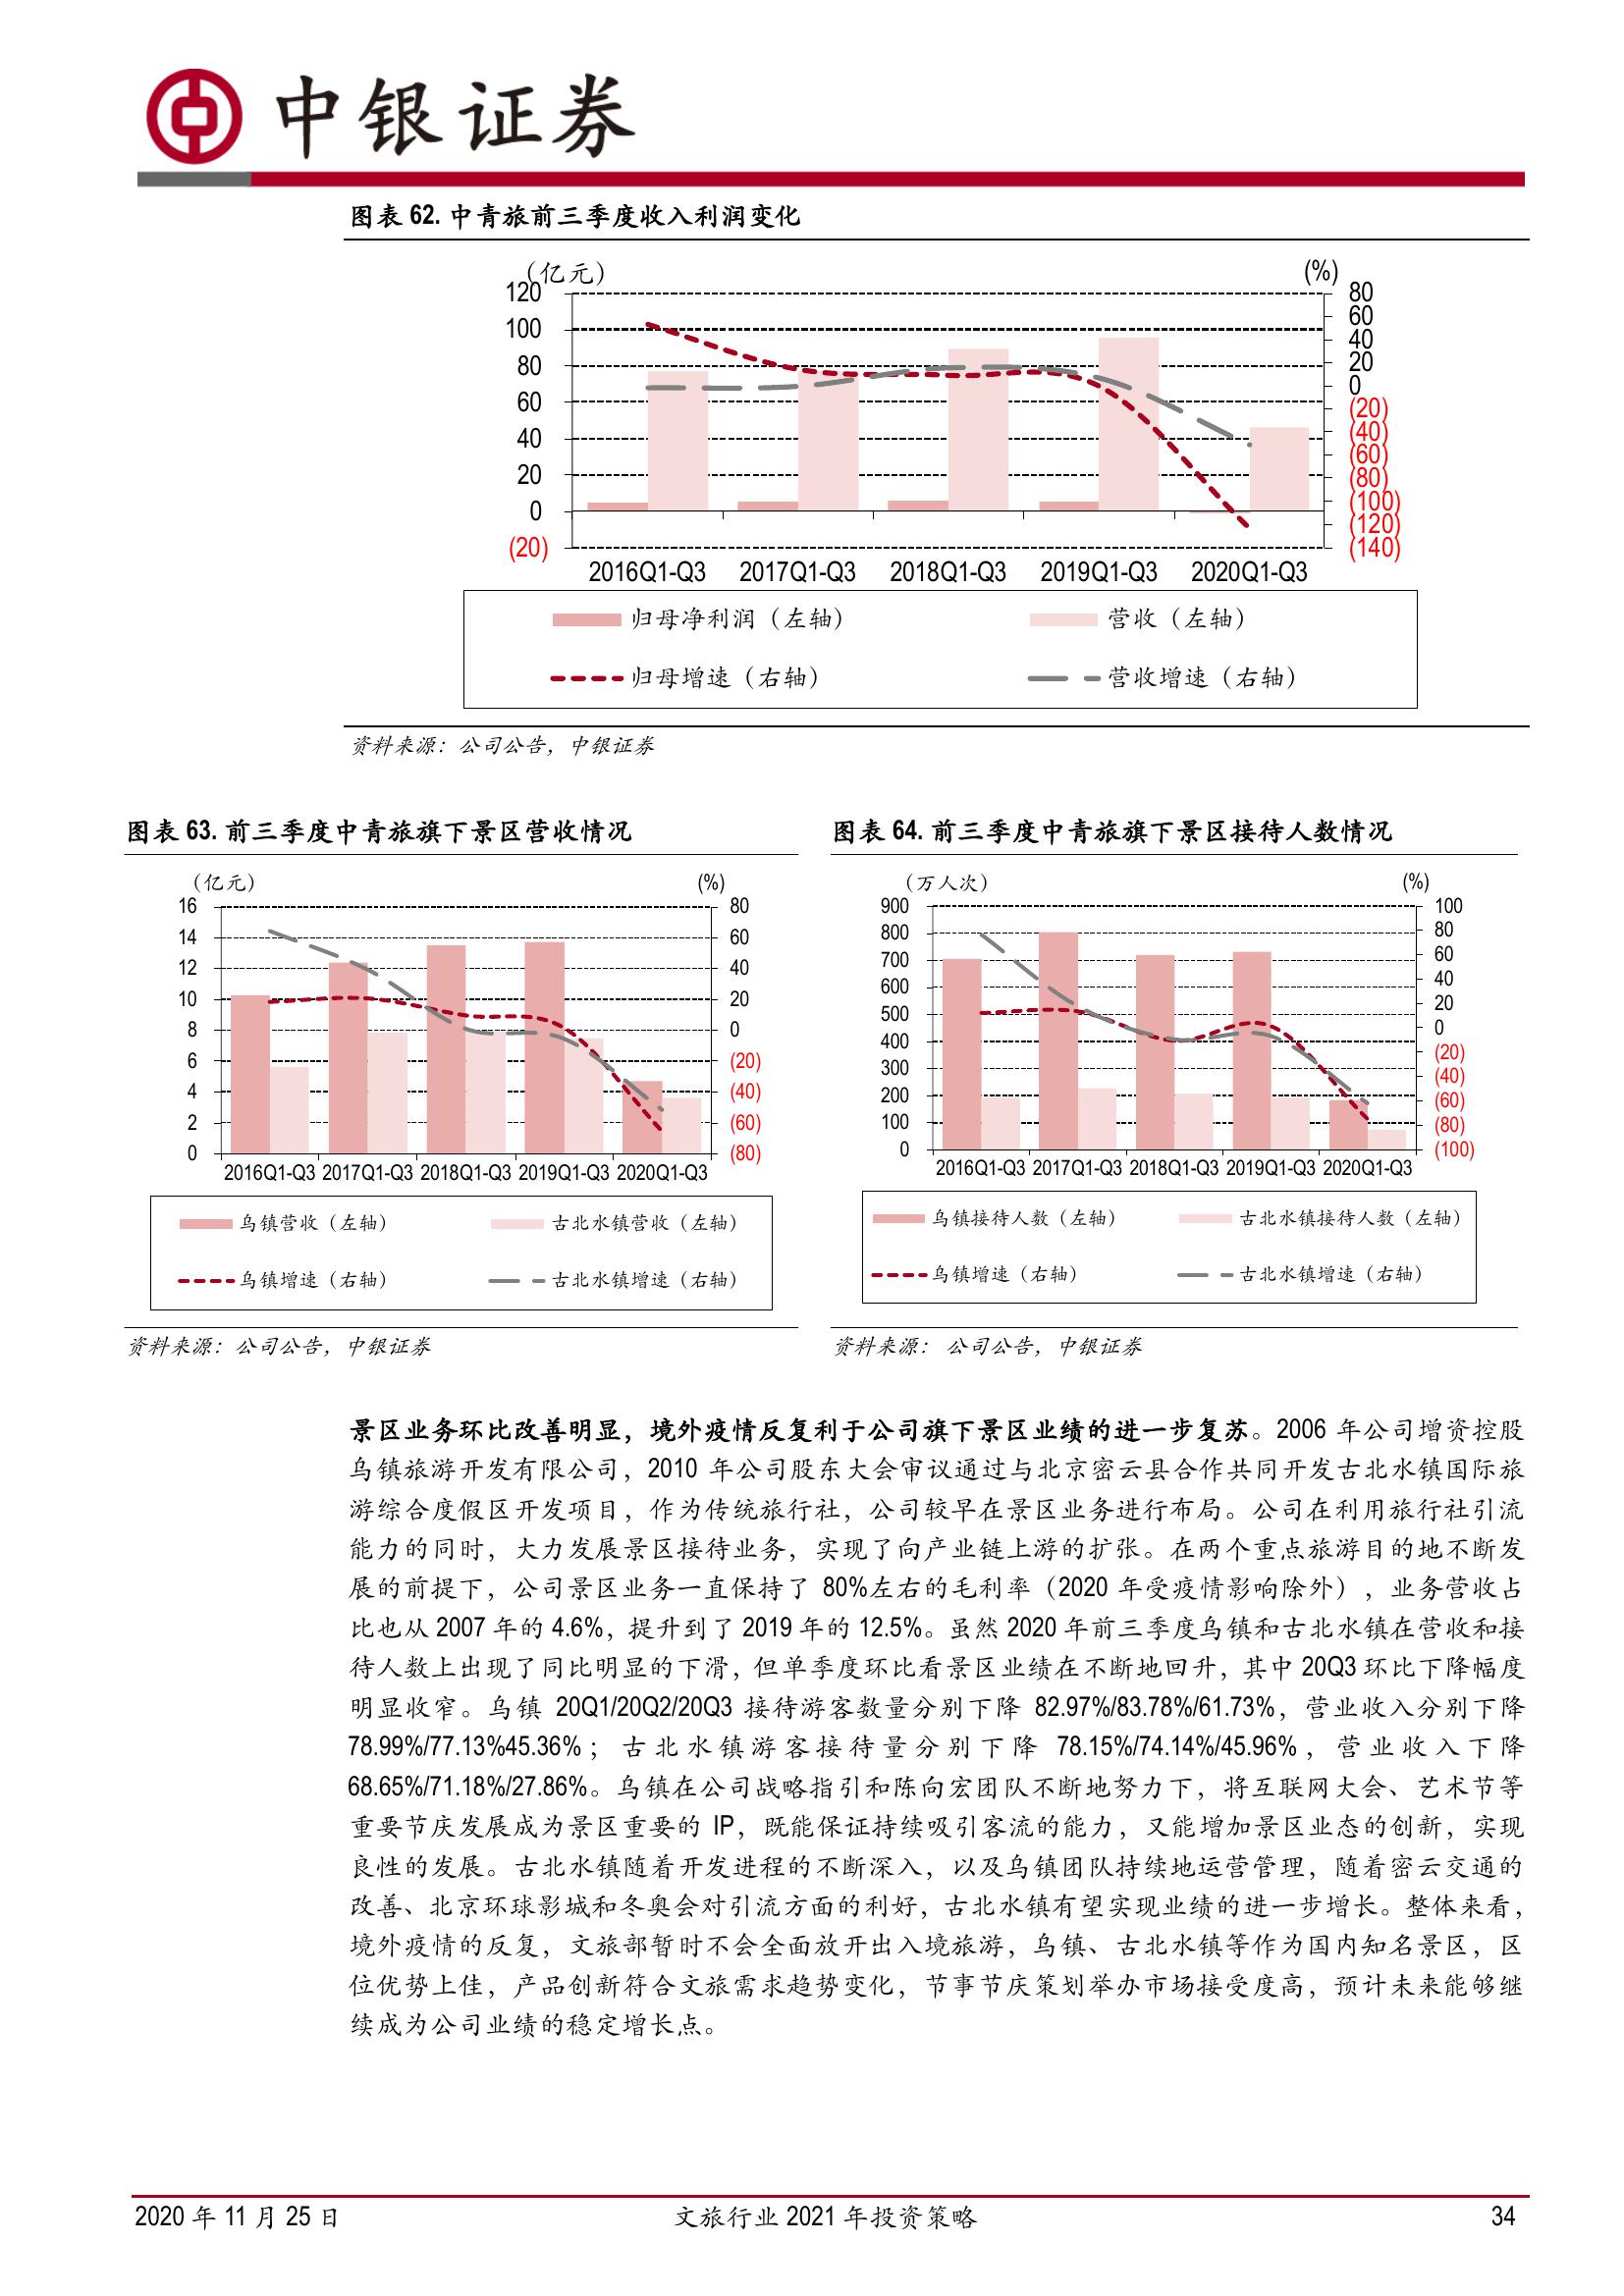 中银证券
图表 62. 中青旅前三季度收入利润变化
（亿元）
(%)
120
100
80
60
40
20
0
(20)
80
60
40
20
0
(20)
(40)
(60)
(80)
(100)
(120)
(140)
2016Q1-Q3 2017Q1-Q3 2018Q1-Q3 2019Q1-Q3 2020Q1-Q3
归母净利润（左轴） 营收（左轴）
归母增速（右轴） 营收增速（右轴）
资料来源：公司公告，中银证券
图表 63. 前三季度中青旅旗下景区营收情况
（亿元）
(%)
16
14
12
10
8
6
4
2
0
80
60
40
20
0
(20)
(40)
(60)
(80)
2016Q1-Q3 2017Q1-Q3 2018Q1-Q3 2019Q1-Q3 2020Q1-Q3
乌镇营收（左轴） 古北水镇营收（左轴）
乌镇增速（右轴） 古北水镇增速（右轴）
资料来源：公司公告，中银证券
图表 64. 前三季度中青旅旗下景区接待人数情况
（万人次）
(%)
900
800
700
600
500
400
300
200
100
0
100
80
60
40
20
0
(20)
(40)
(60)
(80)
(100)
2016Q1-Q3 2017Q1-Q3 2018Q1-Q3 2019Q1-Q3 2020Q1-Q3
乌镇接待人数（左轴） 古北水镇接待人数（左轴）
乌镇增速（右轴） 古北水镇增速（右轴）
资料来源： 公司公告，中银证券
景区业务环比改善明显，境外疫情反复利于公司旗下景区业绩的进一步复苏。2006 年公司增资控股
乌镇旅游开发有限公司，2010 年公司股东大会审议通过与北京密云县合作共同开发古北水镇国际旅
游综合度假区开发项目，作为传统旅行社，公司较早在景区业务进行布局。公司在利用旅行社引流
能力的同时，大力发展景区接待业务，实现了向产业链上游的扩张。在两个重点旅游目的地不断发
展的前提下，公司景区业务一直保持了 80%左右的毛利率（2020 年受疫情影响除外），业务营收占
比也从 2007 年的 4.6%，提升到了 2019 年的 12.5%。虽然 2020 年前三季度乌镇和古北水镇在营收和接
待人数上出现了同比明显的下滑，但单季度环比看景区业绩在不断地回升，其中 20Q3 环比下降幅度
明显收窄。乌镇 20Q1/20Q2/20Q3 接待游客数量分别下降 82.97%/83.78%/61.73%，营业收入分别下降
78.99%/77.13%45.36%；古北水镇游客接待量分别下降 78.15%/74.14%/45.96%，营业收入下降
68.65%/71.18%/27.86%。乌镇在公司战略指引和陈向宏团队不断地努力下，将互联网大会、艺术节等
重要节庆发展成为景区重要的 IP，既能保证持续吸引客流的能力，又能增加景区业态的创新，实现
良性的发展。古北水镇随着开发进程的不断深入，以及乌镇团队持续地运营管理，随着密云交通的
改善、北京环球影城和冬奥会对引流方面的利好，古北水镇有望实现业绩的进一步增长。整体来看，
境外疫情的反复，文旅部暂时不会全面放开出入境旅游，乌镇、古北水镇等作为国内知名景区，区
位优势上佳，产品创新符合文旅需求趋势变化，节事节庆策划举办市场接受度高，预计未来能够继
续成为公司业绩的稳定增长点。
2020 年 11 月 25 日 文旅行业 2021 年投资策略 34